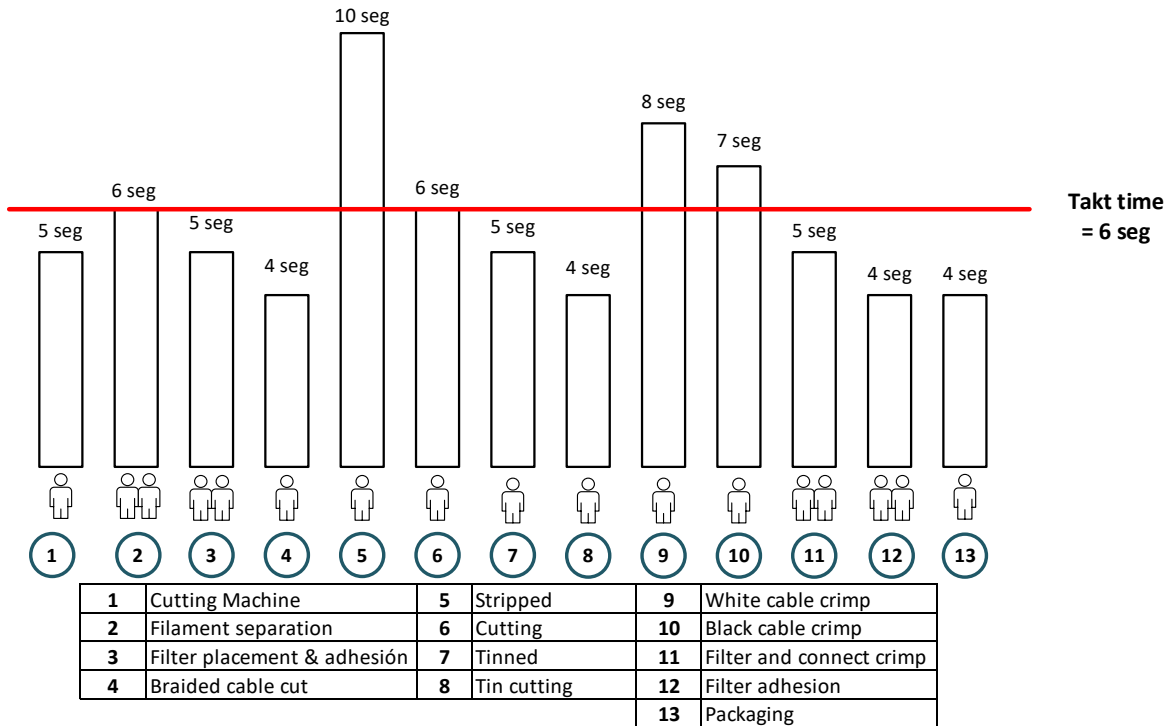 10 seg
8 seg
7 seg
6 seg
6 seg
Takt time
= 6 seg
5 seg
5 seg
5 seg
5 seg
4 seg
4 seg
4 seg
4 seg
1 2 3 4 5 6 7 8 9 10 11 12 13
1 Cutting Machine 5 Stripped 9 White cable crimp
2 Filament separation 6 Cutting 10 Black cable crimp
3 Filter placement & adhesión 7 Tinned 11 Filter and connect crimp
4 Braided cable cut 8 Tin cutting 12 Filter adhesion
13 Packaging